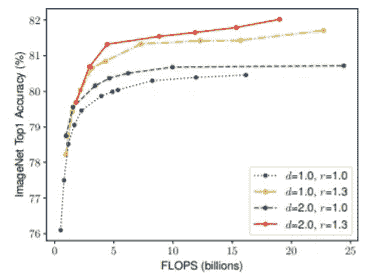 82
81
80
79
78
77
76
ImageNet Top1 Accuracy (%)
0 5 10 15 20 25
FLOPS (billions)
d=1.0, r=1.0
d=1.0, r=1.3
d=2.0, r=1.0
d=2.0, r=1.3